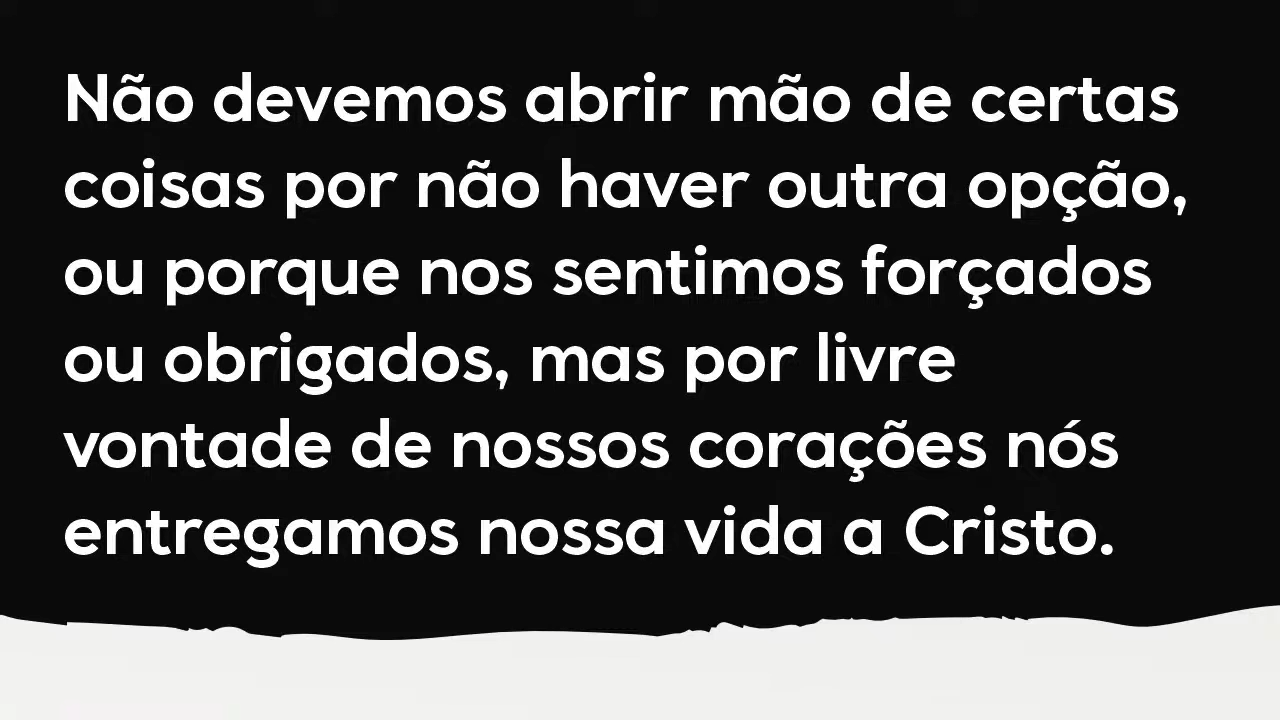 Não devemos abrir mão de certas
coisas por não haver outra opção,
ou porque nos sentimos forçados
ou obrigados, mas por livre
vontade de nossos corações nós
entregamos nossa vida a Cristo.